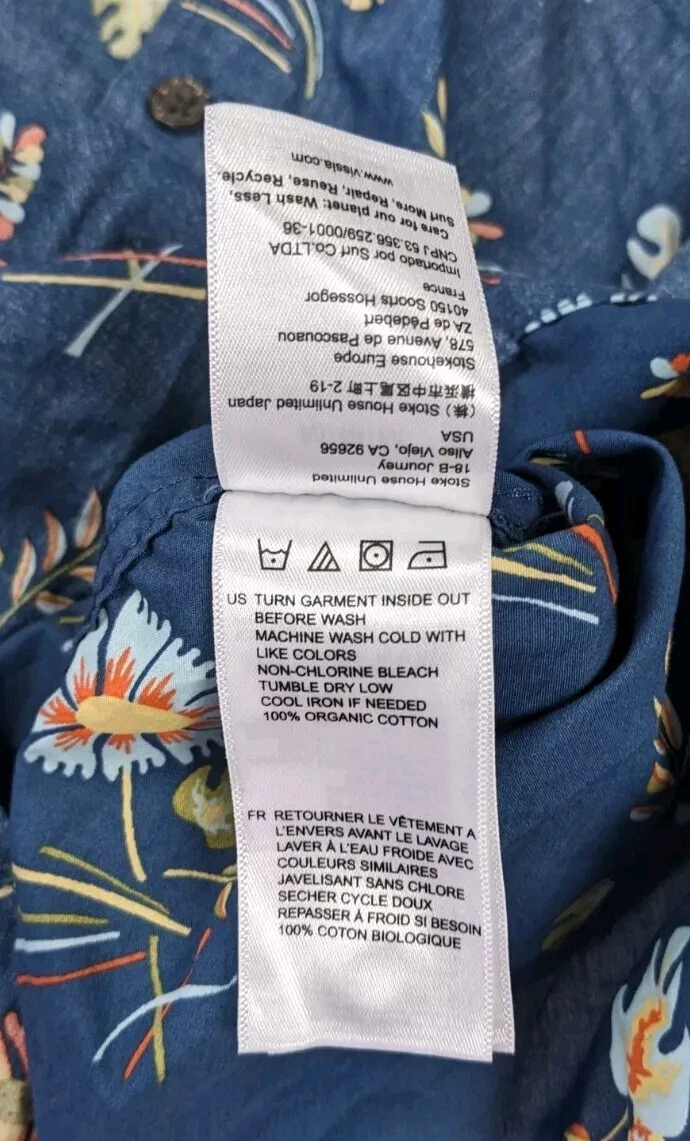 Stoke House Unlimited
18-B Journey
Aliso Viejo, CA 92656
USA
(株) Stoke House Unlimited Japan
横浜市中区尾上町 2-19
Stokehouse Europe
578, Avenue de Pascouaou
ZA de Pédebert
40150 Soorts Hossegor
France
Importado por Surf Co.LTDA
CNPJ 53.356.259/0001-36
Care for our planet: Wash Less,
Surf More, Repair, Reuse, Recycle.
www.vissla.com
US TURN GARMENT INSIDE OUT
BEFORE WASH
MACHINE WASH COLD WITH
LIKE COLORS
NON-CHLORINE BLEACH
TUMBLE DRY LOW
COOL IRON IF NEEDED
100% ORGANIC COTTON
FR RETOURNER LE VÊTEMENT A
L'ENVERS AVANT LE LAVAGE
LAVER À L'EAU FROIDE AVEC
COULEURS SIMILAIRES
JAVELISANT SANS CHLORE
SECHER CYCLE DOUX
REPASSER À FROID SI BESOIN
100% COTON BIOLOGIQUE